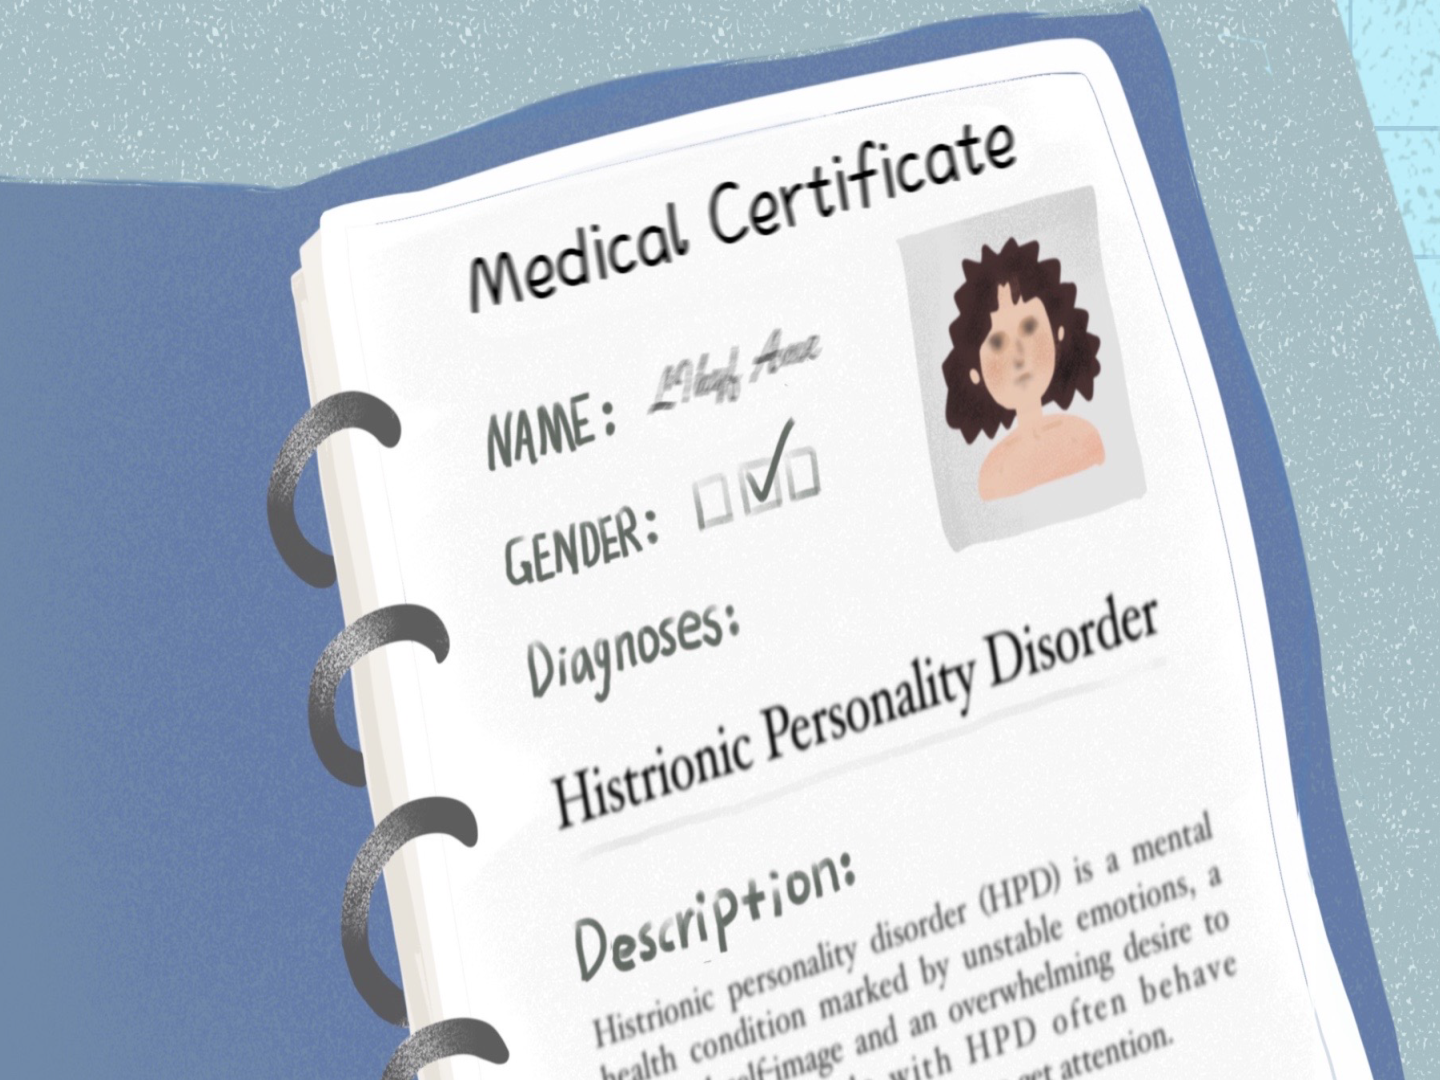 Medical Certificate
NAME:
GENDER:
Diagnoses:
Histrionic Personality Disorder
Description:
Histrionic personality disorder (HPD) is a mental
health condition marked by unstable emotions, a
self-image and an overwhelming desire to
with HPD often behave
get attention.